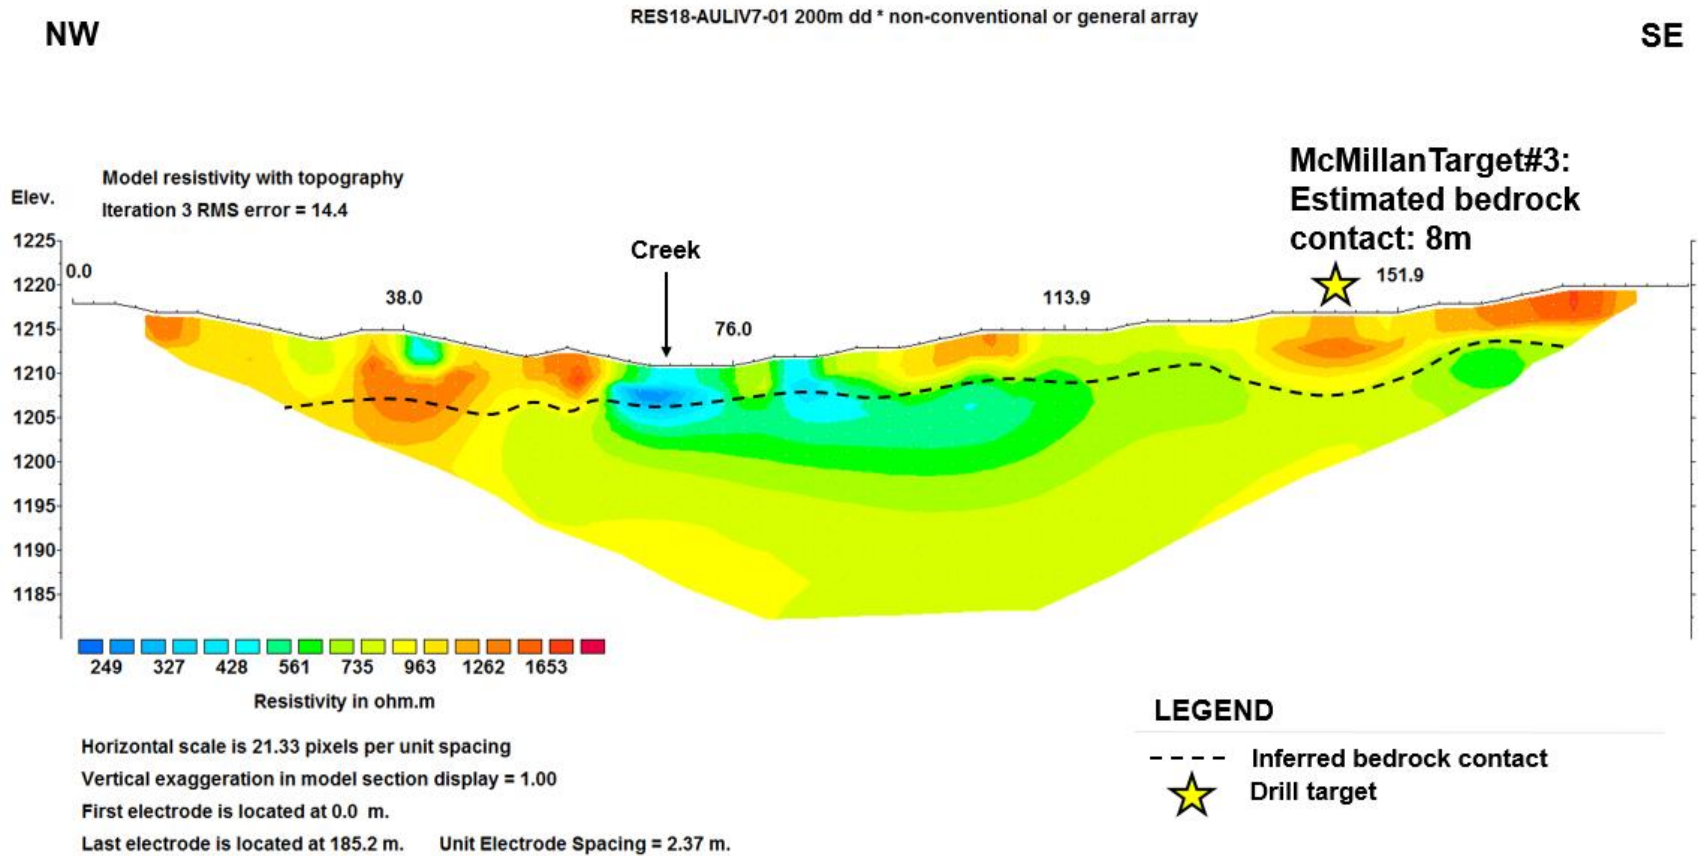 RES18-AULIV7-01 200m dd * non-conventional or general array
NW
SE
McMillanTarget#3:
Estimated bedrock
contact: 8m
Model resistivity with topography
Iteration 3 RMS error = 14.4
Elev.
Creek
1225
0.0
151.9
1220
38.0
113.9
1215
76.0
1210
1205
1200
1195
1190
1185
249 327 428 561 735 963 1262 1653
Resistivity in ohm.m
LEGEND
Inferred bedrock contact
Drill target
Horizontal scale is 21.33 pixels per unit spacing
Vertical exaggeration in model section display = 1.00
First electrode is located at 0.0 m.
Last electrode is located at 185.2 m. Unit Electrode Spacing = 2.37 m.